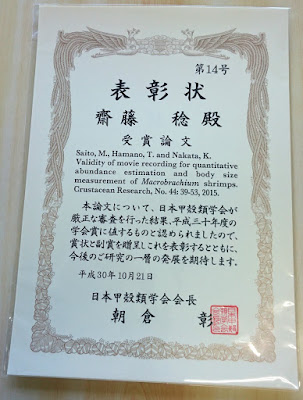 第14号
表彰状
齋藤 稔 殿
受賞論文
Saito, M., Hamano, T. and Nakata, K.
Validity of movie recording for quantitative
abundance estimation and body size
measurement of Macrobrachium shrimps.
Crustacean Research, No. 44: 39-53, 2015.
本論文について、日本甲殻類学会が
厳正な審査を行った結果、平成三十年度の
学会賞に値するものと認められましたので、
賞状と副賞を贈呈しこれを表彰するとともに、
今後のご研究の一層の発展を期待します。
平成30年10月21日
日本甲殻類学会会長
朝倉 彰